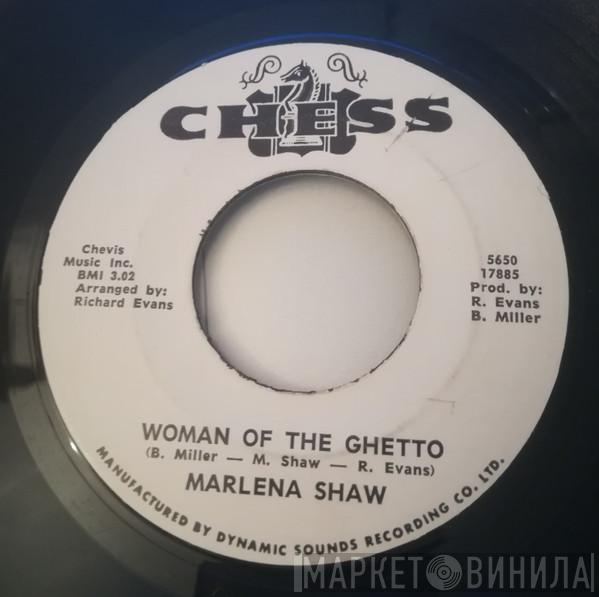 CHESS
Chevis
Music Inc.
BMI 3.02
Arranged by:
Richard Evans
5650
17885
Prod. by:
R. Evans
B. Miller
WOMAN OF THE GHETTO
(B. Miller — M. Shaw — R. Evans)
MARLENA SHAW
MANUFACTURED BY DYNAMIC SOUNDS RECORDING CO. LTD.
МАРКЕТ ВИНИЛА